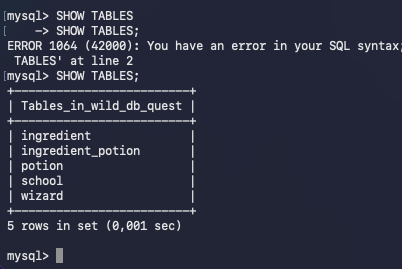 [mysql> SHOW TABLES
[    -> SHOW TABLES;
ERROR 1064 (42000): You have an error in your SQL syntax;
 TABLES' at line 2
[mysql> SHOW TABLES;
+-------------------------+
| Tables_in_wild_db_quest |
+-------------------------+
| ingredient              |
| ingredient_potion       |
| potion                  |
| school                  |
| wizard                  |
+-------------------------+
5 rows in set (0,001 sec)
mysql>